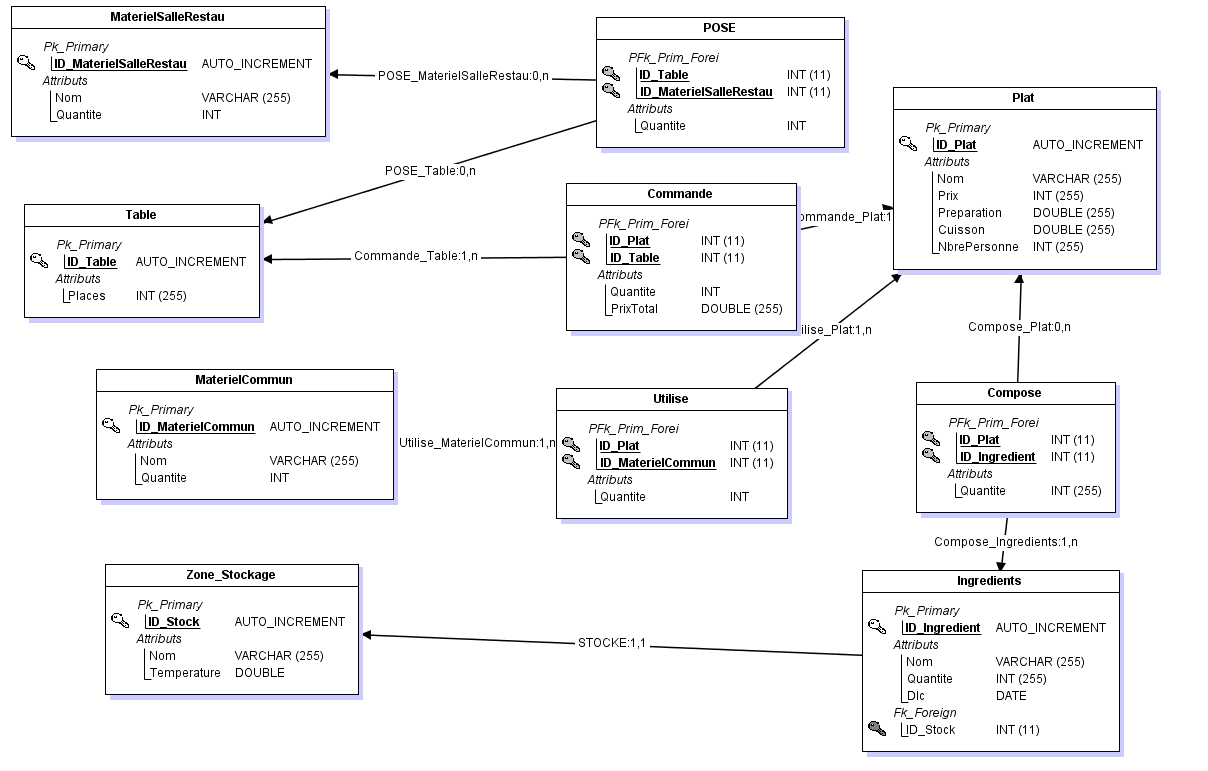 MaterielSalleRestau
Pk_Primary
ID_MaterielSalleRestau AUTO_INCREMENT
Attributs
Nom VARCHAR (255)
Quantite INT
POSE_MaterielSalleRestau:0,n
POSE
PFk_Prim_Forei
ID_Table INT (11)
ID_MaterielSalleRestau INT (11)
Attributs
Quantite INT
POSE_Table:0,n
Plat
Pk_Primary
ID_Plat AUTO_INCREMENT
Attributs
Nom VARCHAR (255)
Prix INT (255)
Preparation DOUBLE (255)
Cuisson DOUBLE (255)
NbrePersonne INT (255)
Table
Pk_Primary
ID_Table AUTO_INCREMENT
Attributs
Places INT (255)
Commande_Table:1,n
Commande
PFk_Prim_Forei
ID_Plat INT (11)
ID_Table INT (11)
Attributs
Quantite INT
PrixTotal DOUBLE (255)
ommande_Plat:1
ilise_Plat:1,n
Compose_Plat:0,n
MaterielCommun
Pk_Primary
ID_MaterielCommun AUTO_INCREMENT
Attributs
Nom VARCHAR (255)
Quantite INT
Utilise_MaterielCommun:1,n
Utilise
PFk_Prim_Forei
ID_Plat INT (11)
ID_MaterielCommun INT (11)
Attributs
Quantite INT
Compose
PFk_Prim_Forei
ID_Plat INT (11)
ID_Ingredient INT (11)
Attributs
Quantite INT (255)
Compose_Ingredients:1,n
Zone_Stockage
Pk_Primary
ID_Stock AUTO_INCREMENT
Attributs
Nom VARCHAR (255)
Temperature DOUBLE
STOCKE:1,1
Ingredients
Pk_Primary
ID_Ingredient AUTO_INCREMENT
Attributs
Nom VARCHAR (255)
Quantite INT (255)
Dlc DATE
Fk_Foreign
ID_Stock INT (11)